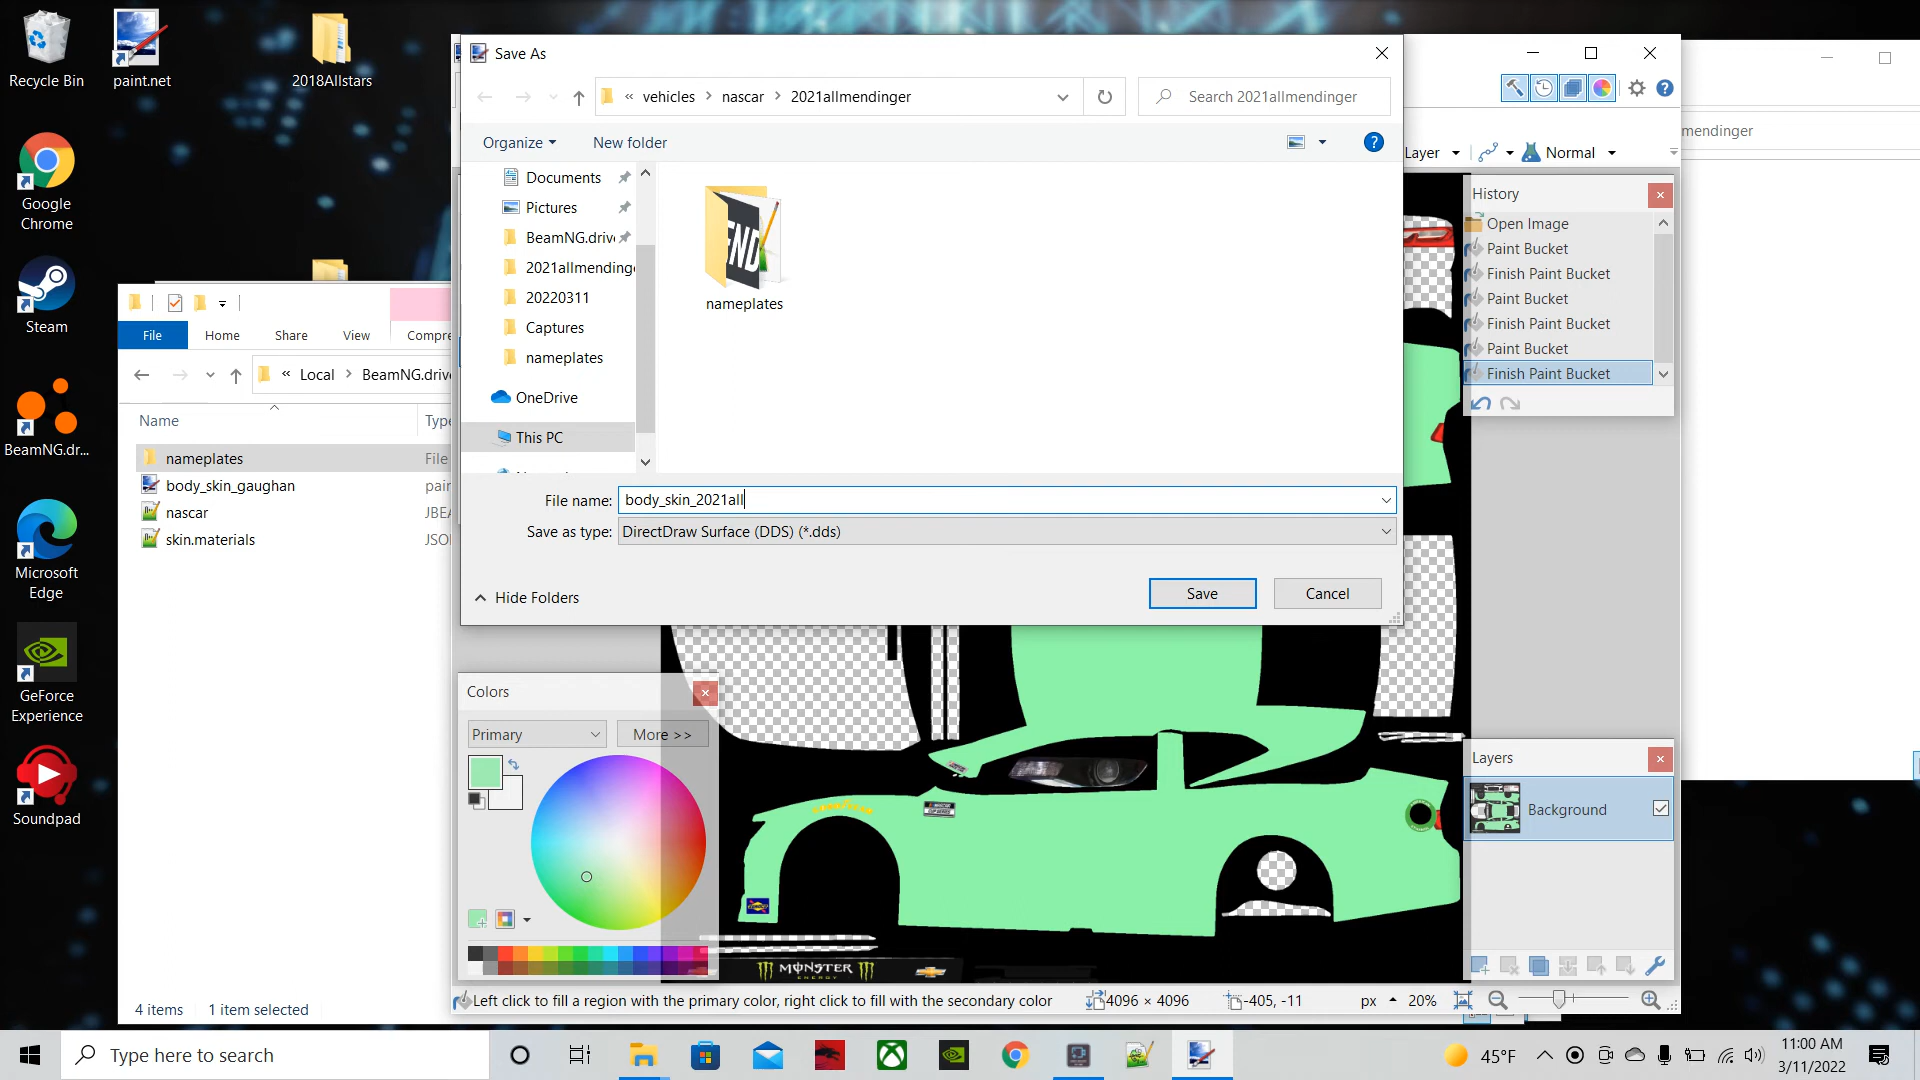 Recycle Bin
paint.net
2018Allstars
Google
Chrome
Steam
BeamNG.dr...
Microsoft
Edge
GeForce
Experience
Soundpad
File
Home
Share
View
Compre
« Local > BeamNG.drive
Name
Type
nameplates
File
body_skin_gaughan
pain
nascar
JBE
skin.materials
JSO
4 items
1 item selected
Save As
« vehicles > nascar > 2021allmendinger
Search 2021allmendinger
Organize
New folder
Documents
Pictures
BeamNG.drive
2021allmendinge
20220311
Captures
nameplates
OneDrive
This PC
nameplates
File name:
body_skin_2021all
Save as type:
DirectDraw Surface (DDS) (*.dds)
Hide Folders
Save
Cancel
Layer
Normal
mendinger
History
Open Image
Paint Bucket
Finish Paint Bucket
Paint Bucket
Finish Paint Bucket
Paint Bucket
Finish Paint Bucket
Colors
Primary
More >>
Layers
Background
MONSTER
ENERGY
Left click to fill a region with the primary color, right click to fill with the secondary color
4096 × 4096
-405, -11
px
20%
Type here to search
45°F
11:00 AM
3/11/2022